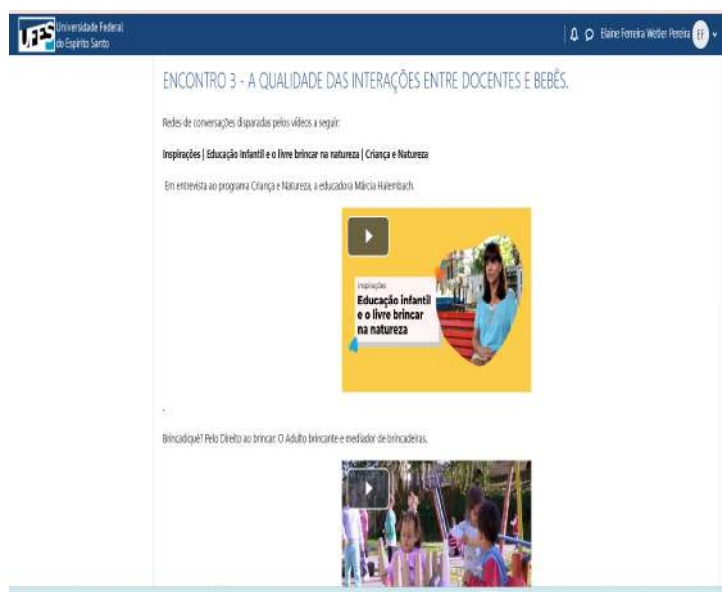 UFES
Universidade Federal
do Espírito Santo
Elaine Ferreira Wetler Pereira EF
ENCONTRO 3 - A QUALIDADE DAS INTERAÇÕES ENTRE DOCENTES E BEBÊS.
Redes de conversações disparadas pelos vídeos a seguir:
Inspirações | Educação Infantil e o livre brincar na natureza | Criança e Natureza
Em entrevista ao programa Criança e Natureza, a educadora Márcia Halembach.
Inspirações
Educação infantil
e o livre brincar
na natureza
.
Brincadiquê? Pelo Direito ao brincar. O Adulto brincante e mediador de brincadeiras.